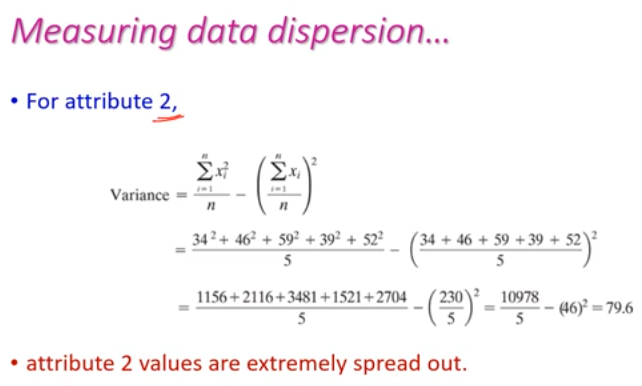 Measuring data dispersion...
• For attribute 2,
Variance = \frac{\sum_{i=1}^{n} x_i^2}{n} - \left( \frac{\sum_{i=1}^{n} x_i}{n} \right)^2
= \frac{34^2 + 46^2 + 59^2 + 39^2 + 52^2}{5} - \left( \frac{34 + 46 + 59 + 39 + 52}{5} \right)^2
= \frac{1156 + 2116 + 3481 + 1521 + 2704}{5} - \left( \frac{230}{5} \right)^2 = \frac{10978}{5} - (46)^2 = 79.6
• attribute 2 values are extremely spread out.